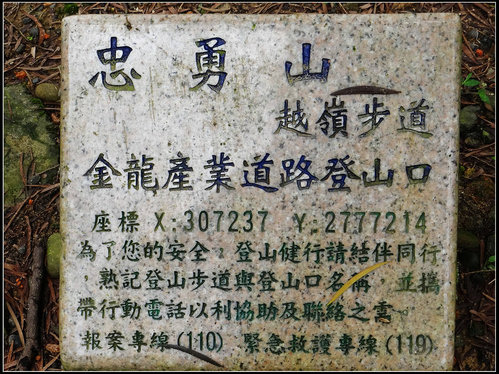 忠勇山
越嶺步道
金龍產業道路登山口
座標 X:307237 Y:2777214
為了您的安全:登山健行請結伴同行
,熟記登山步道與登山口名稱,並攜
帶行動電話以利協助及聯絡之需。
報案專線(110) 緊急救護專線(119)